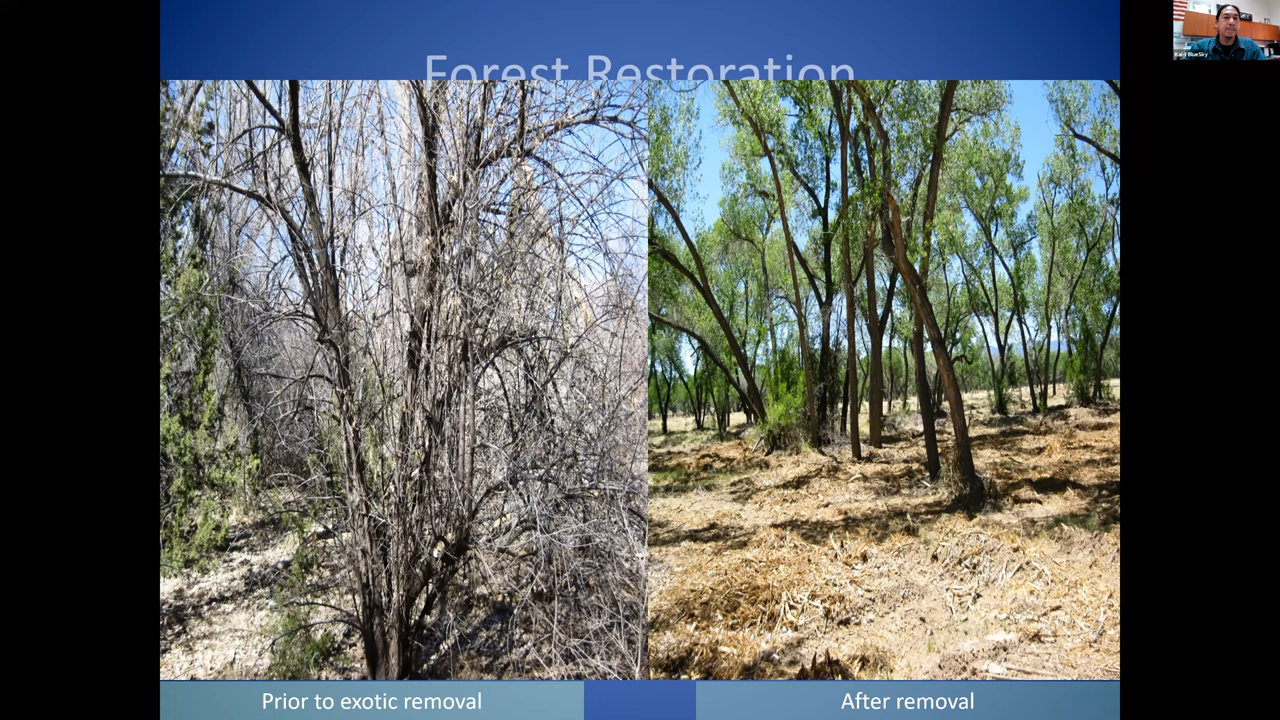 Forest Restoration
Prior to exotic removal
After removal